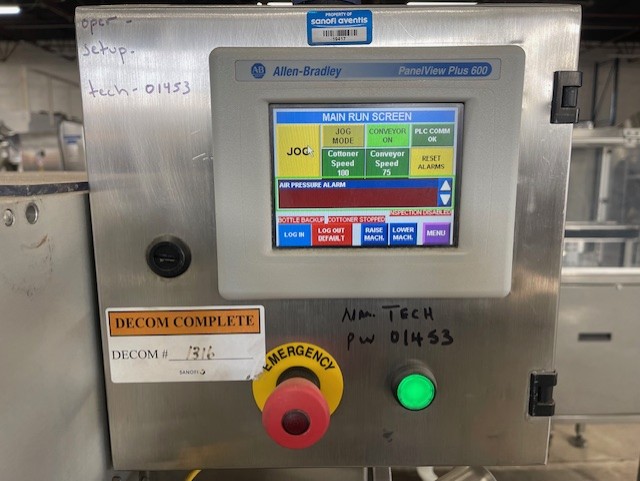 oper-
setup-
tech-01453
PROPERTY OF
sanofi aventis
AB Allen-Bradley PanelView Plus 600
MAIN RUN SCREEN
JOG
JOG MODE
CONVEYOR ON
PLC COMM OK
Cottoner Speed 100
Conveyor Speed 75
RESET ALARMS
AIR PRESSURE ALARM
INSPECTION DISABLED
BOTTLE BACKUP COTTONER STOPPED
LOG IN
LOG OUT DEFAULT
RAISE MACH.
LOWER MACH.
MENU
DECOM COMPLETE
DECOM # 1316
SANOFI
Nm. TECH
pw 01453
EMERGENCY